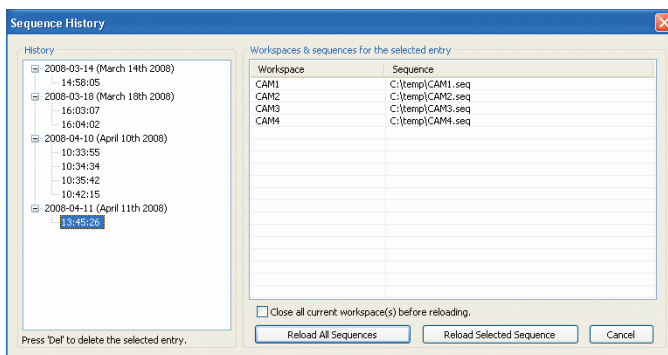 Sequence History
History
2008-03-14 (March 14th 2008)
14:58:05
2008-03-18 (March 18th 2008)
16:03:07
16:04:02
2008-04-10 (April 10th 2008)
10:33:55
10:34:34
10:35:42
10:42:15
2008-04-11 (April 11th 2008)
13:45:26
Press 'Del' to delete the selected entry.
Workspaces & sequences for the selected entry
Workspace Sequence
CAM1 C:\temp\CAM1.seq
CAM2 C:\temp\CAM2.seq
CAM3 C:\temp\CAM3.seq
CAM4 C:\temp\CAM4.seq
Close all current workspace(s) before reloading.
Reload All Sequences Reload Selected Sequence Cancel